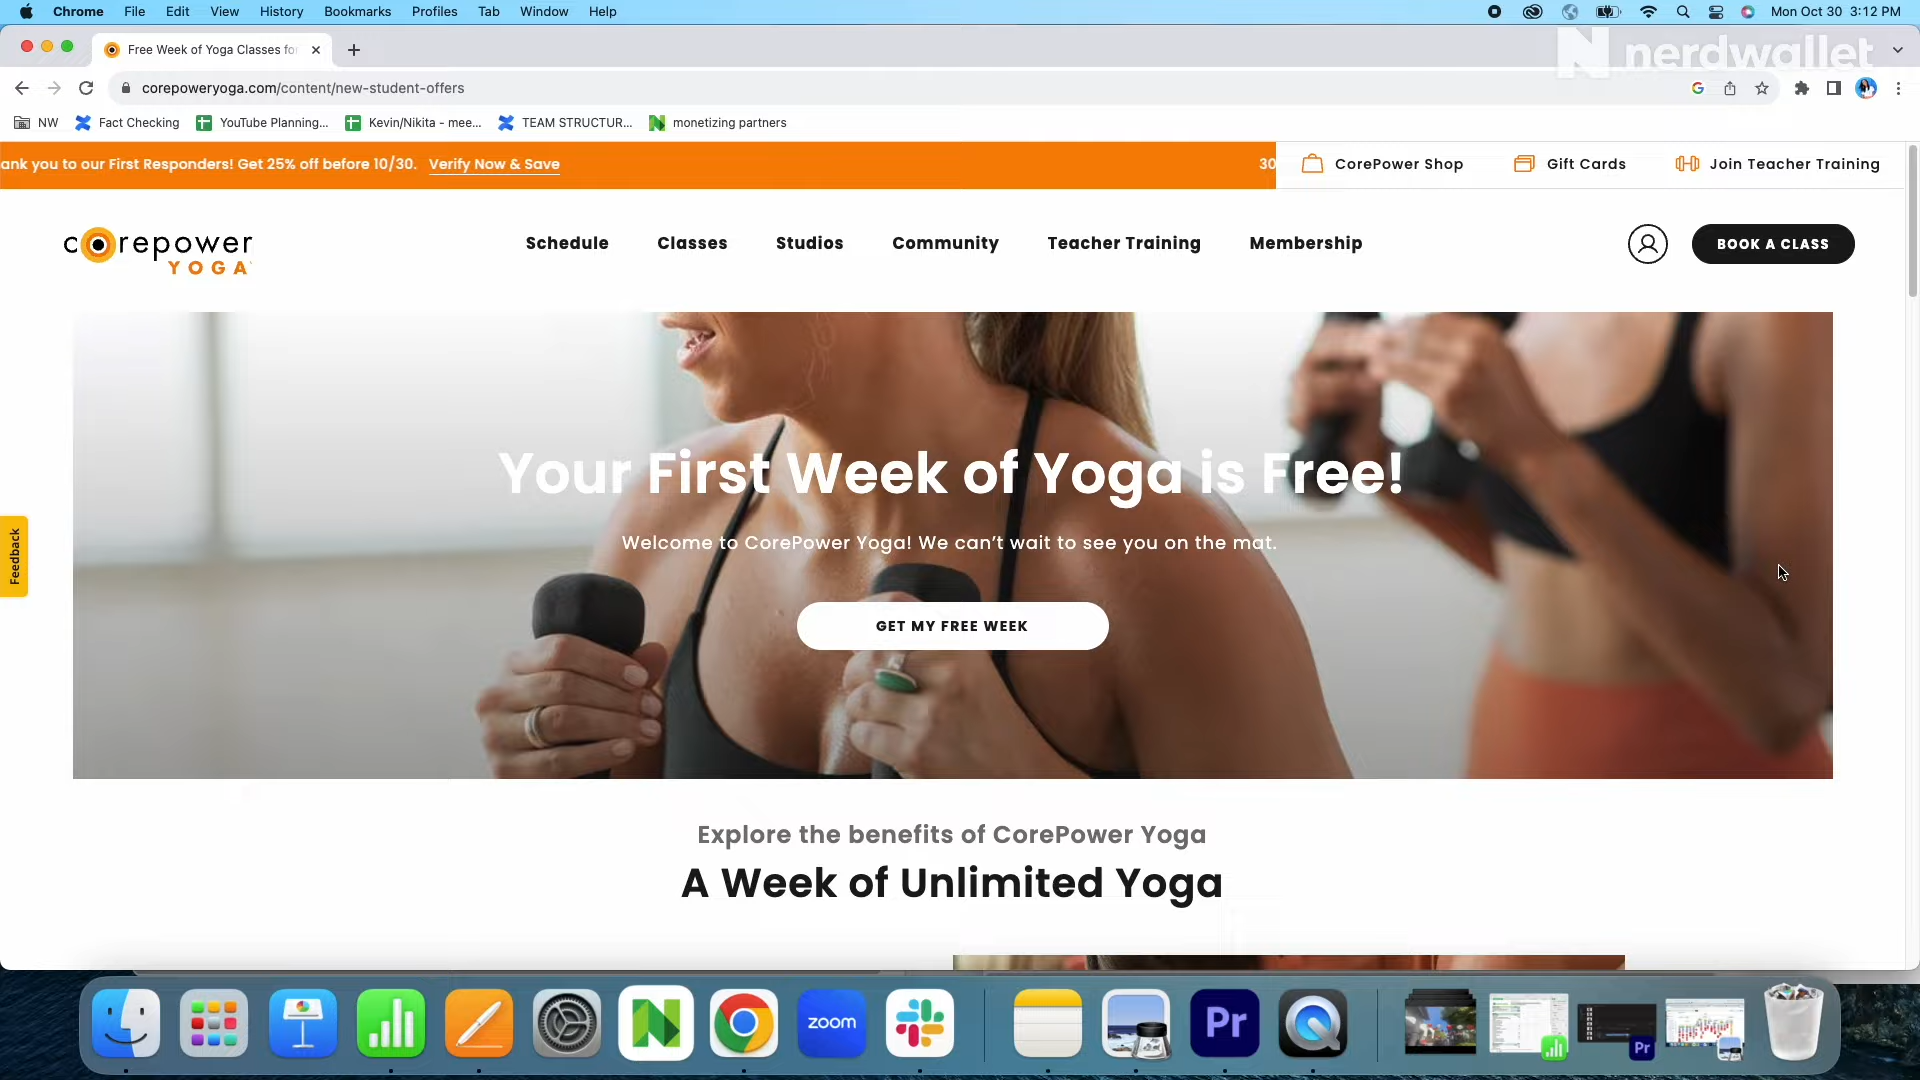 Chrome File Edit View History Bookmarks Profiles Tab Window Help Mon Oct 30 3:12 PM
Free Week of Yoga Classes for
nerdwallet
corepoweryoga.com/content/new-student-offers
NW Fact Checking YouTube Planning... Kevin/Nikita - mee... TEAM STRUCTUR... monetizing partners
ank you to our First Responders! Get 25% off before 10/30. Verify Now & Save 30 CorePower Shop Gift Cards Join Teacher Training
corepower
YOGA
Schedule Classes Studios Community Teacher Training Membership BOOK A CLASS
Your First Week of Yoga is Free!
Welcome to CorePower Yoga! We can’t wait to see you on the mat.
Feedback
GET MY FREE WEEK
Explore the benefits of CorePower Yoga
A Week of Unlimited Yoga
zoom
Pr
Pr